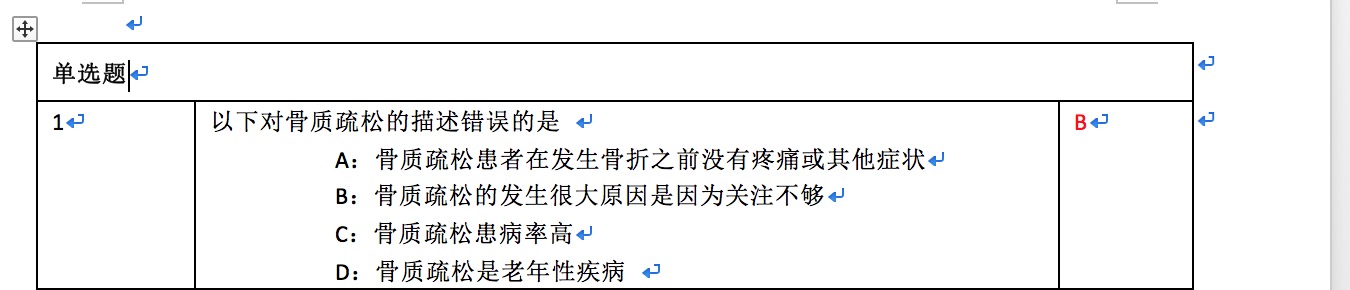 单选题
1
以下对骨质疏松的描述错误的是
B
A：骨质疏松患者在发生骨折之前没有疼痛或其他症状
B：骨质疏松的发生很大原因是因为关注不够
C：骨质疏松患病率高
D：骨质疏松是老年性疾病